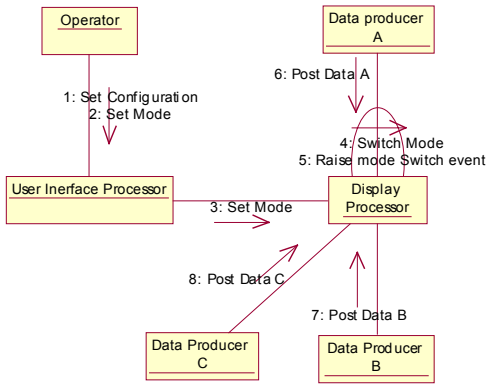 Operator
Data producer
A
6: Post Data A
1: Set Configuration
2: Set Mode
4: Switch Mode
5: Raise mode Switch event
User Inerface Processor
Display
Processor
3: Set Mode
8: Post Data C
7: Post Data B
Data Producer
C
Data Producer
B